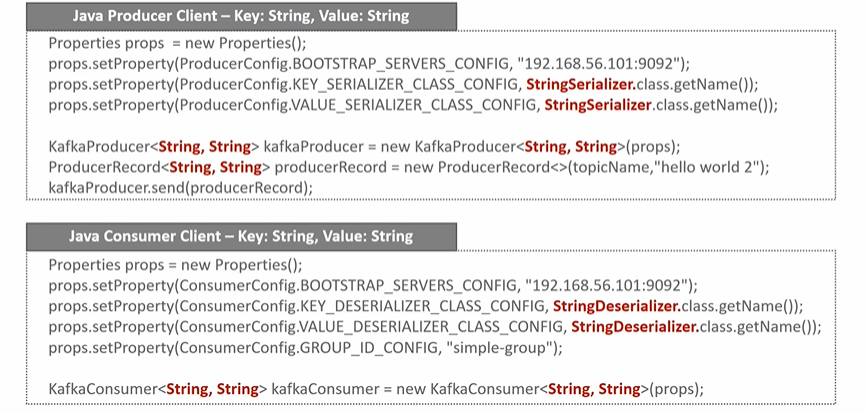 Java Producer Client – Key: String, Value: String
Properties props  = new Properties();
props.setProperty(ProducerConfig.BOOTSTRAP_SERVERS_CONFIG, "192.168.56.101:9092");
props.setProperty(ProducerConfig.KEY_SERIALIZER_CLASS_CONFIG, StringSerializer.class.getName());
props.setProperty(ProducerConfig.VALUE_SERIALIZER_CLASS_CONFIG, StringSerializer.class.getName());
KafkaProducer<String, String> kafkaProducer = new KafkaProducer<String, String>(props);
ProducerRecord<String, String> producerRecord = new ProducerRecord<>(topicName,"hello world 2");
kafkaProducer.send(producerRecord);
Java Consumer Client – Key: String, Value: String
Properties props = new Properties();
props.setProperty(ConsumerConfig.BOOTSTRAP_SERVERS_CONFIG, "192.168.56.101:9092");
props.setProperty(ConsumerConfig.KEY_DESERIALIZER_CLASS_CONFIG, StringDeserializer.class.getName());
props.setProperty(ConsumerConfig.VALUE_DESERIALIZER_CLASS_CONFIG, StringDeserializer.class.getName());
props.setProperty(ConsumerConfig.GROUP_ID_CONFIG, "simple-group");
KafkaConsumer<String, String> kafkaConsumer = new KafkaConsumer<String, String>(props);